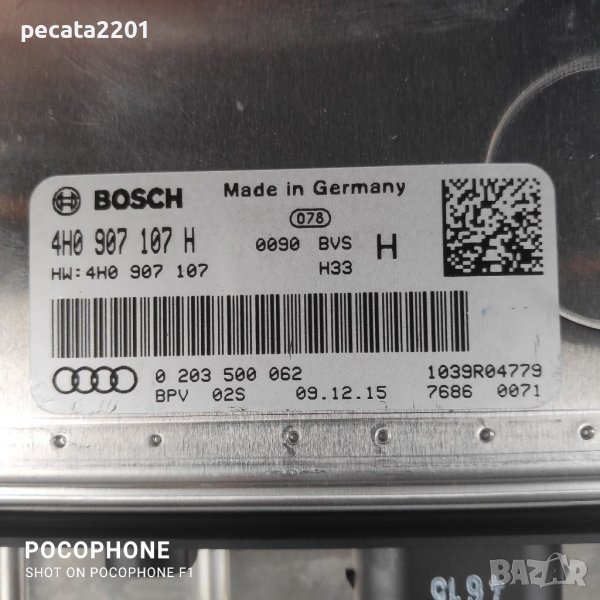 pecata2201
BOSCH
Made in Germany
078
4H0 907 107 H
0090 BVS H
HW:4H0 907 107
H33
0 203 500 062
1039R04779
BPV 02S 09.12.15
7686 0071
POCOPHONE
SHOT ON POCOPHONE F1
BAZAR